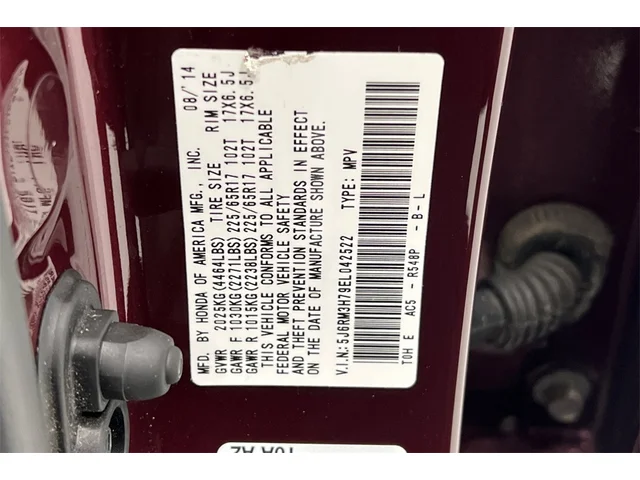 MFD. BY HONDA OF AMERICA MFG., INC. 08/'14
GVWR 2025KG(4464LBS) TIRE SIZE RIM SIZE
GAWR F 1030KG(2271LBS) 225/65R17 102T 17X6.5J
GAWR R 1015KG(2238LBS) 225/65R17 102T 17X6.5J
THIS VEHICLE CONFORMS TO ALL APPLICABLE
FEDERAL MOTOR VEHICLE SAFETY
AND THEFT PREVENTION STANDARDS IN EFFECT
ON THE DATE OF MANUFACTURE SHOWN ABOVE.
V.I.N:5J6RM3H79EL042522 TYPE: MPV
T0H E AC5 - R548P - B - L